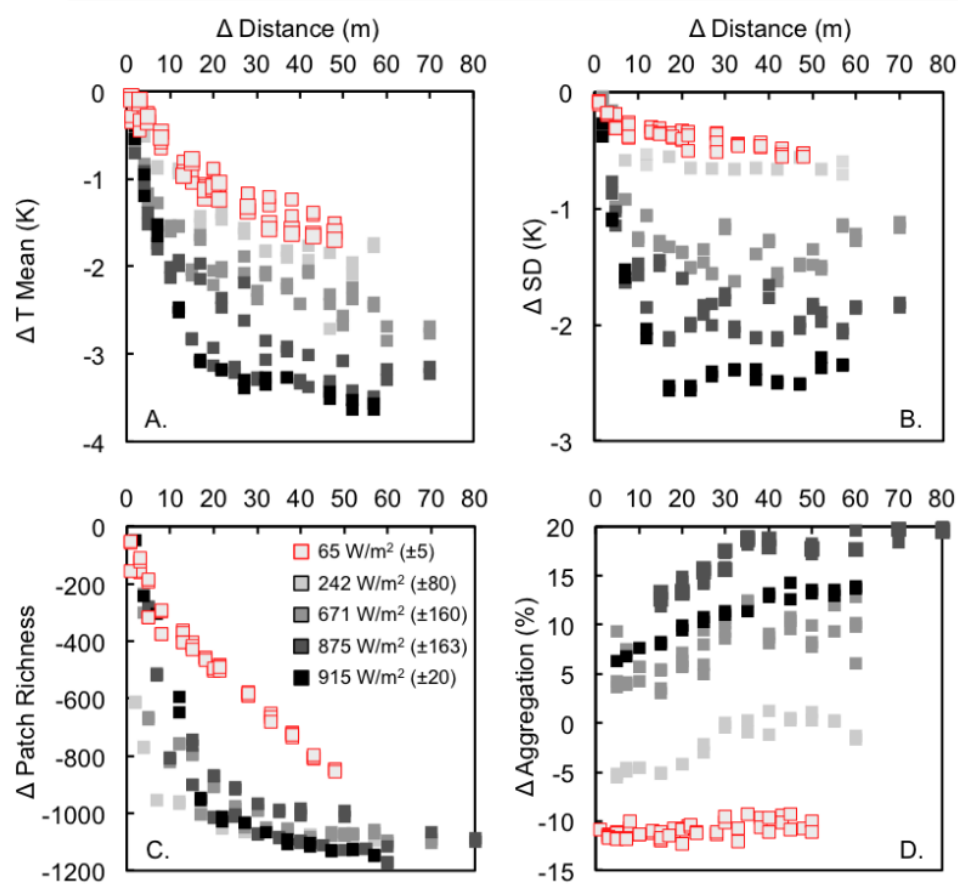 Δ Distance (m)
0 10 20 30 40 50 60 70 80
0
-1
-2
-3
-4
Δ T Mean (K)
A.
Δ Distance (m)
0 10 20 30 40 50 60 70 80
0
-1
-2
-3
Δ SD (K)
B.
0 10 20 30 40 50 60 70 80
0
-200
-400
-600
-800
-1000
-1200
Δ Patch Richness
65 W/m² (±5)
242 W/m² (±80)
671 W/m² (±160)
875 W/m² (±163)
915 W/m² (±20)
C.
0 10 20 30 40 50 60 70 80
20
15
10
5
0
-5
-10
-15
Δ Aggregation (%)
D.